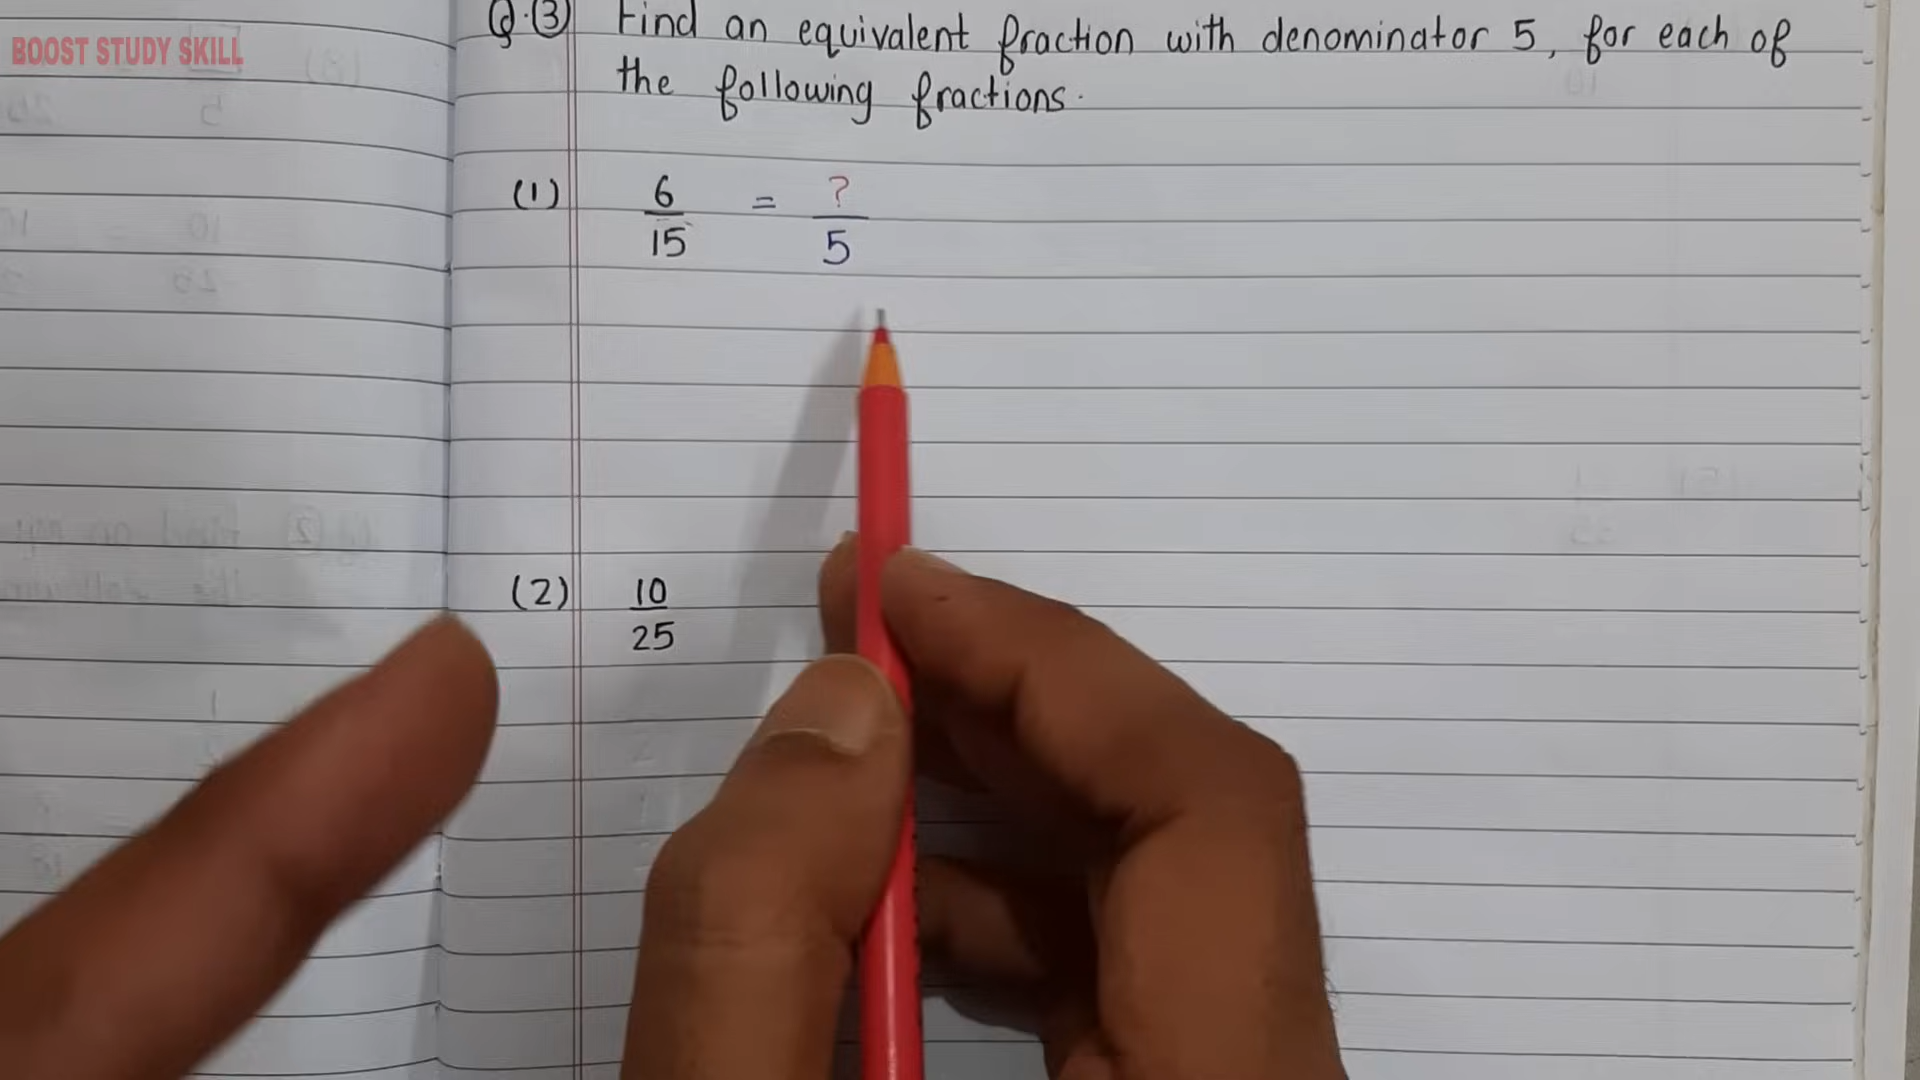 BOOST STUDY SKILL
Q.(3) Find an equivalent fraction with denominator 5, for each of
the following fractions.
(1) 6/15 = ?/5
(2) 10/25